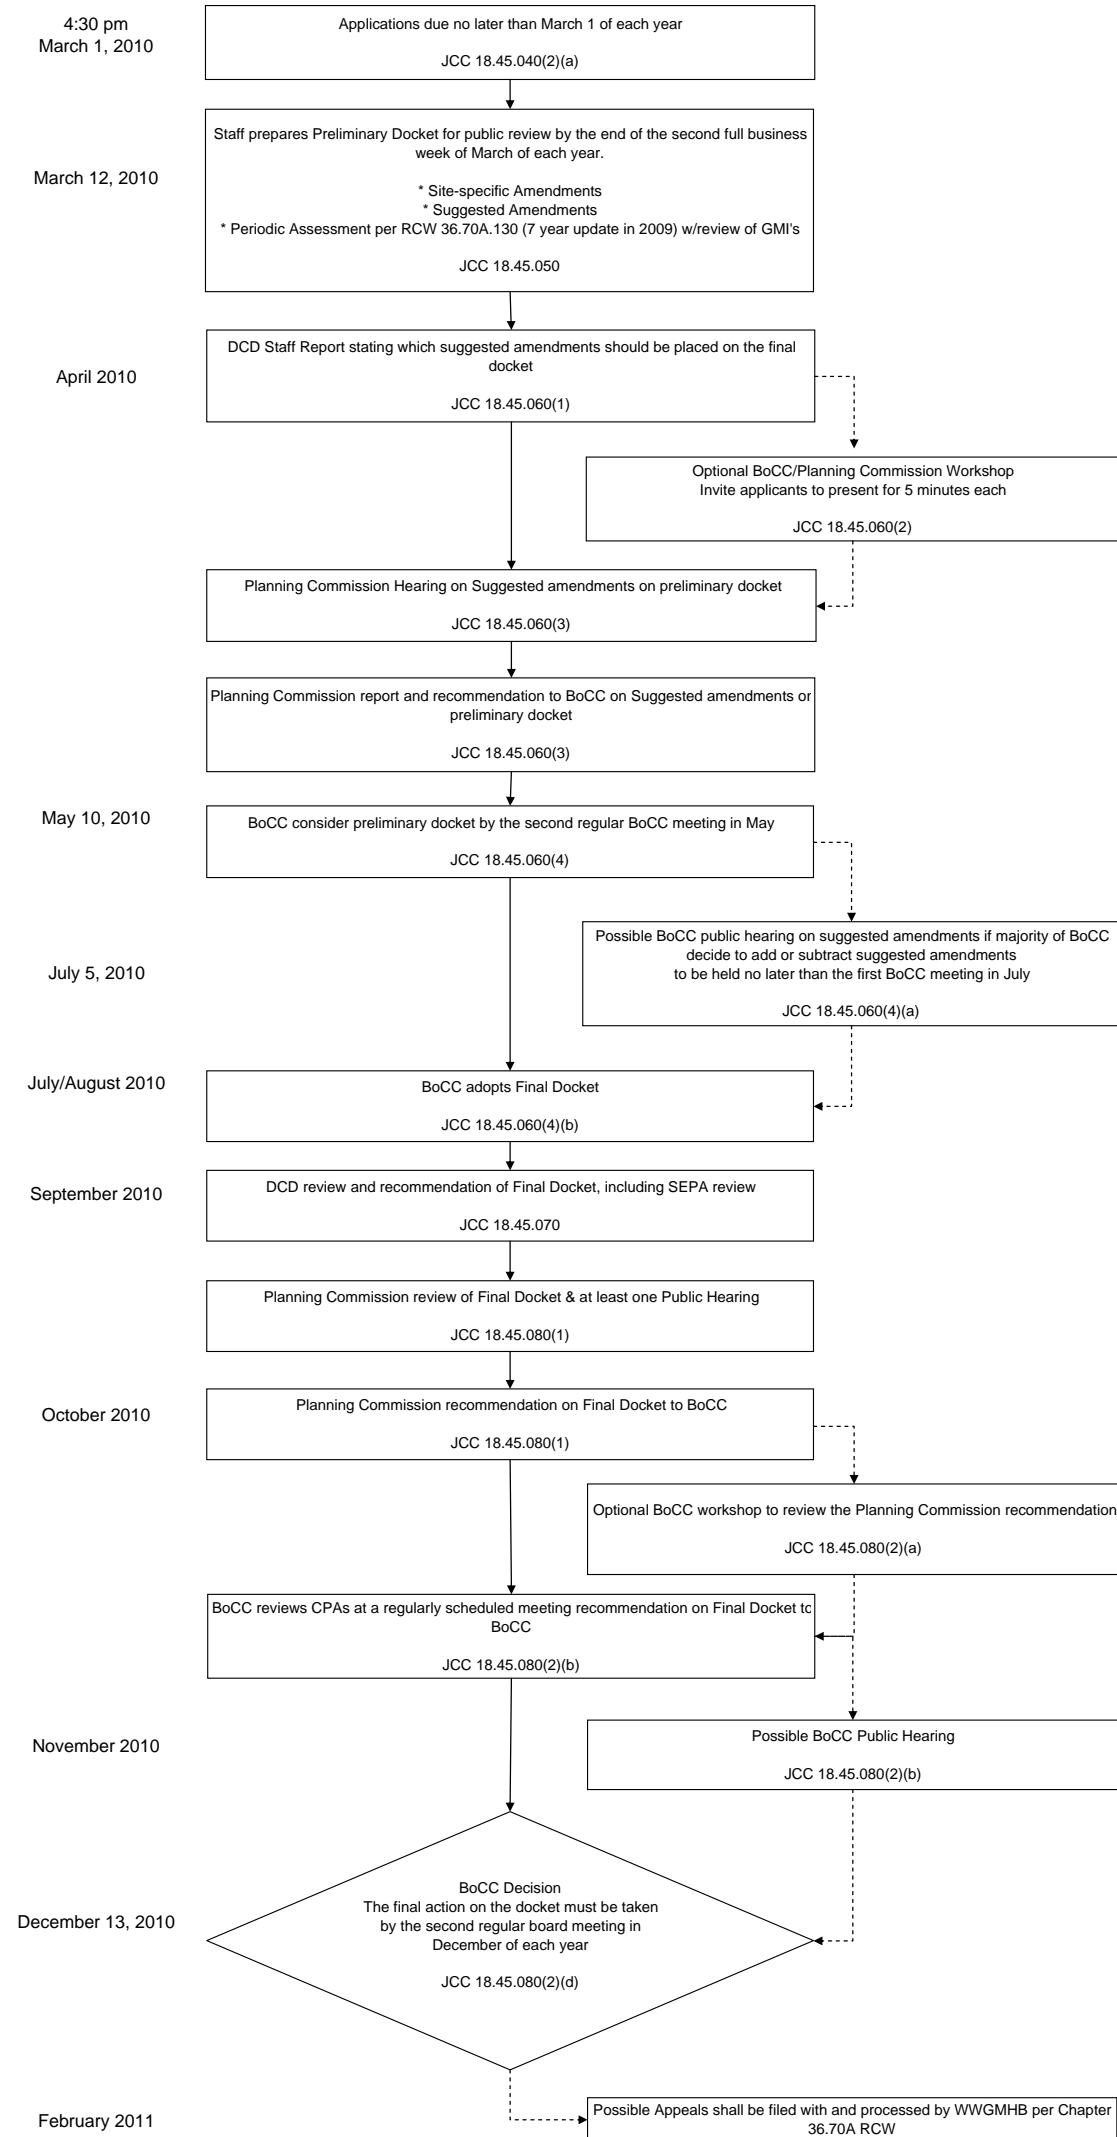 4:30 pm
March 1, 2010
Applications due no later than March 1 of each year
JCC 18.45.040(2)(a)
March 12, 2010
Staff prepares Preliminary Docket for public review by the end of the second full business
week of March of each year.
* Site-specific Amendments
* Suggested Amendments
* Periodic Assessment per RCW 36.70A.130 (7 year update in 2009) w/review of GMI's
JCC 18.45.050
April 2010
DCD Staff Report stating which suggested amendments should be placed on the final
docket
JCC 18.45.060(1)
Optional BoCC/Planning Commission Workshop
Invite applicants to present for 5 minutes each
JCC 18.45.060(2)
Planning Commission Hearing on Suggested amendments on preliminary docket
JCC 18.45.060(3)
Planning Commission report and recommendation to BoCC on Suggested amendments or
preliminary docket
JCC 18.45.060(3)
May 10, 2010
BoCC consider preliminary docket by the second regular BoCC meeting in May
JCC 18.45.060(4)
July 5, 2010
Possible BoCC public hearing on suggested amendments if majority of BoCC
decide to add or subtract suggested amendments
to be held no later than the first BoCC meeting in July
JCC 18.45.060(4)(a)
July/August 2010
BoCC adopts Final Docket
JCC 18.45.060(4)(b)
September 2010
DCD review and recommendation of Final Docket, including SEPA review
JCC 18.45.070
Planning Commission review of Final Docket & at least one Public Hearing
JCC 18.45.080(1)
October 2010
Planning Commission recommendation on Final Docket to BoCC
JCC 18.45.080(1)
Optional BoCC workshop to review the Planning Commission recommendation
JCC 18.45.080(2)(a)
BoCC reviews CPAs at a regularly scheduled meeting recommendation on Final Docket to
BoCC
JCC 18.45.080(2)(b)
November 2010
Possible BoCC Public Hearing
JCC 18.45.080(2)(b)
December 13, 2010
BoCC Decision
The final action on the docket must be taken
by the second regular board meeting in
December of each year
JCC 18.45.080(2)(d)
February 2011
Possible Appeals shall be filed with and processed by WWGMHB per Chapter
36.70A RCW